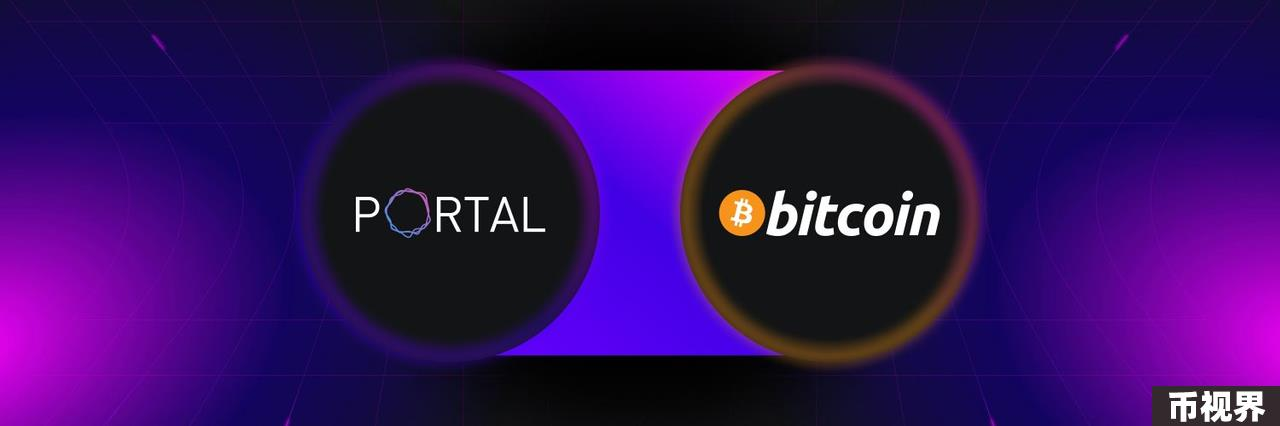 PORTAL
bitcoin
币视界